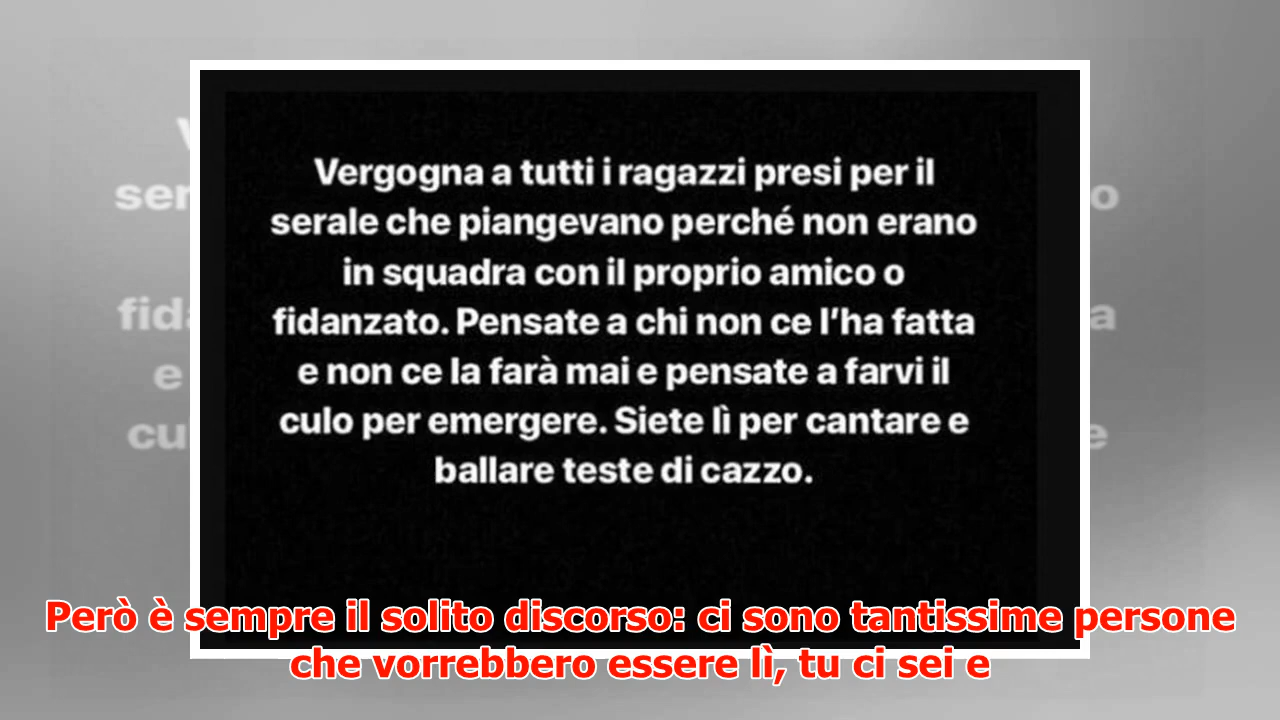 Vergogna a tutti i ragazzi presi per il
serale che piangevano perché non erano
in squadra con il proprio amico o
fidanzato. Pensate a chi non ce l'ha fatta
e non ce la farà mai e pensate a farvi il
culo per emergere. Siete lì per cantare e
ballare teste di cazzo.
Però è sempre il solito discorso: ci sono tantissime persone
che vorrebbero essere lì, tu ci sei e